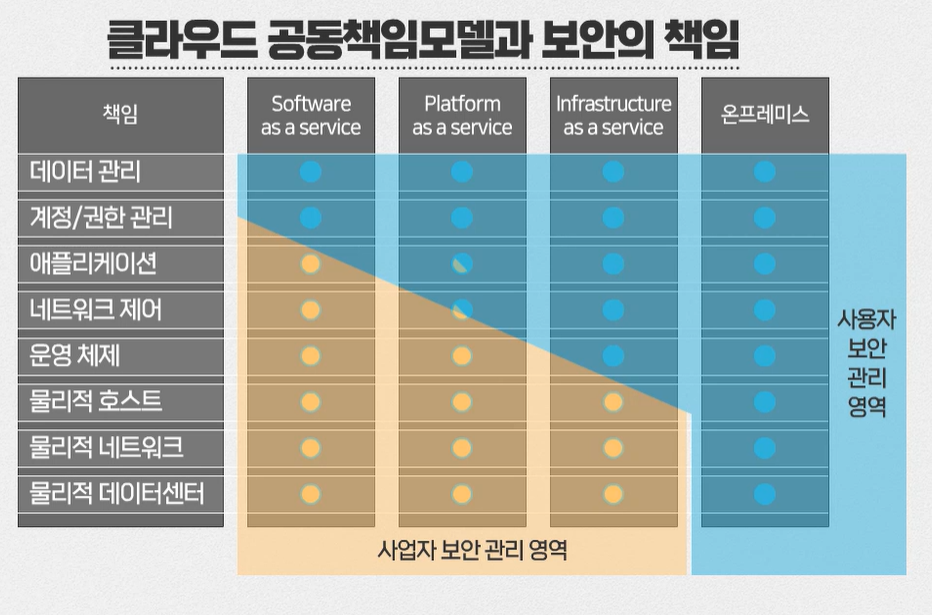 클라우드 공동책임모델과 보안의 책임
책임
Software
as a service
Platform
as a service
Infrastructure
as a service
온프레미스
데이터 관리
계정/권한 관리
애플리케이션
네트워크 제어
운영 체제
물리적 호스트
물리적 네트워크
물리적 데이터센터
사용자
보안
관리
영역
사업자 보안 관리 영역